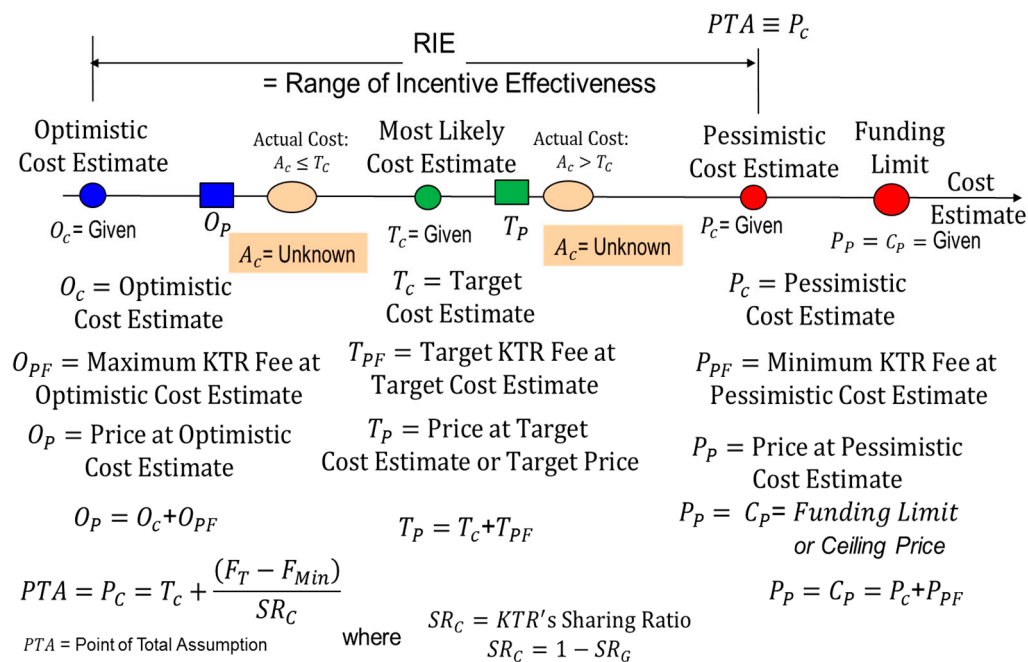 PTA ≡ P_c
RIE
= Range of Incentive Effectiveness
Optimistic
Cost Estimate
Actual Cost:
A_C ≤ T_C
Most Likely
Cost Estimate
Actual Cost:
A_C > T_C
Pessimistic
Cost Estimate
Funding
Limit
Cost
Estimate
O_c= Given
O_P
A_c= Unknown
T_c= Given
T_P
A_c= Unknown
P_c= Given
P_P = C_P = Given
O_c = Optimistic
Cost Estimate
T_c = Target
Cost Estimate
P_c = Pessimistic
Cost Estimate
O_PF = Maximum KTR Fee at
Optimistic Cost Estimate
T_PF = Target KTR Fee at
Target Cost Estimate
P_PF = Minimum KTR Fee at
Pessimistic Cost Estimate
O_P = Price at Optimistic
Cost Estimate
T_P = Price at Target
Cost Estimate or Target Price
P_P = Price at Pessimistic
Cost Estimate
O_P = O_c+O_PF
T_P = T_c+T_PF
P_P = C_P= Funding Limit
or Ceiling Price
PTA = P_C = T_c + (F_T − F_Min) / SR_C
P_P = C_P = P_c+P_PF
PTA = Point of Total Assumption
where
SR_C = KTR's Sharing Ratio
SR_C = 1 − SR_G